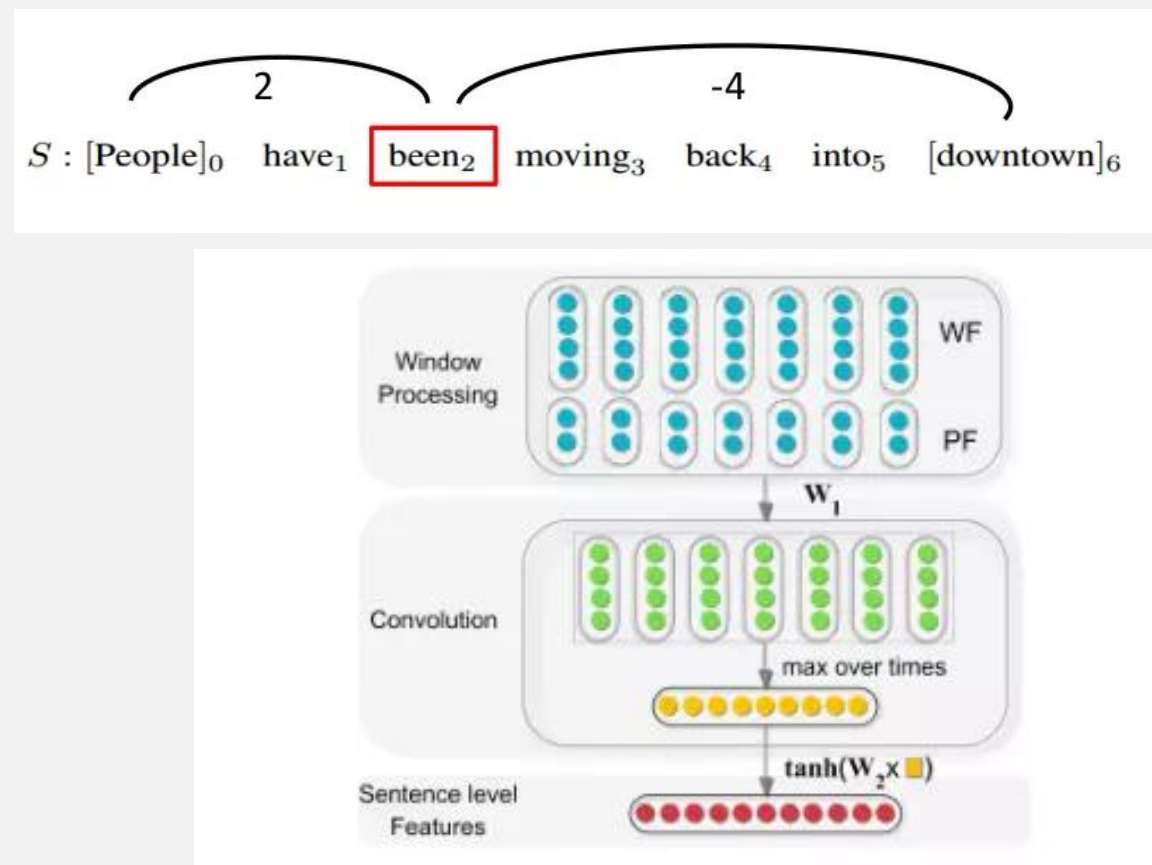 2
-4
S : [People]₀ have₁ been₂ moving₃ back₄ into₅ [downtown]₆
WF
Window
Processing
PF
W₁
Convolution
max over times
tanh(W₂x )
Sentence level
Features